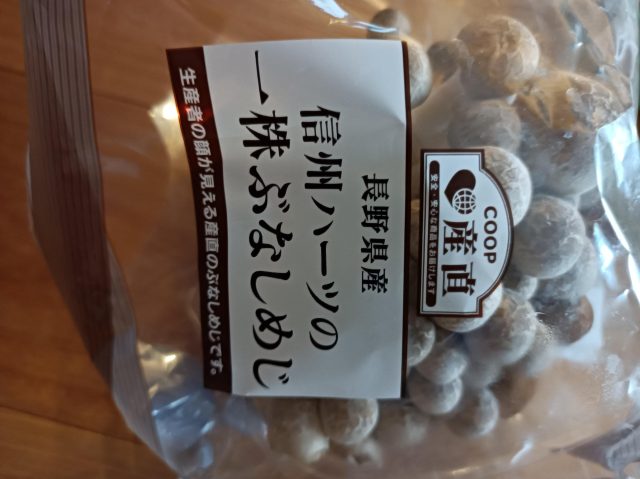 COOP
産直
安全・安心な商品をお届けします
長野県産
信州ハーツの
一株ぶなしめじ
生産者の顔が見える産直のぶなしめじです。